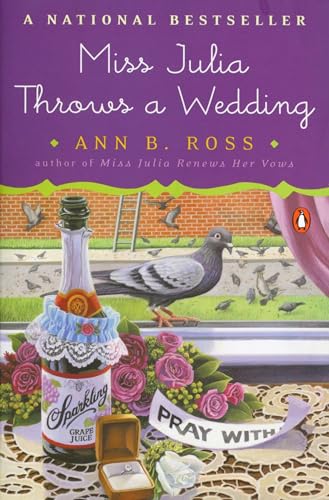 A NATIONAL BESTSELLER
Miss Julia
Throws a Wedding
ANN B. ROSS
author of Miss Julia Renews Her Vows
Sparkling
GRAPE
JUICE
PRAY WITH